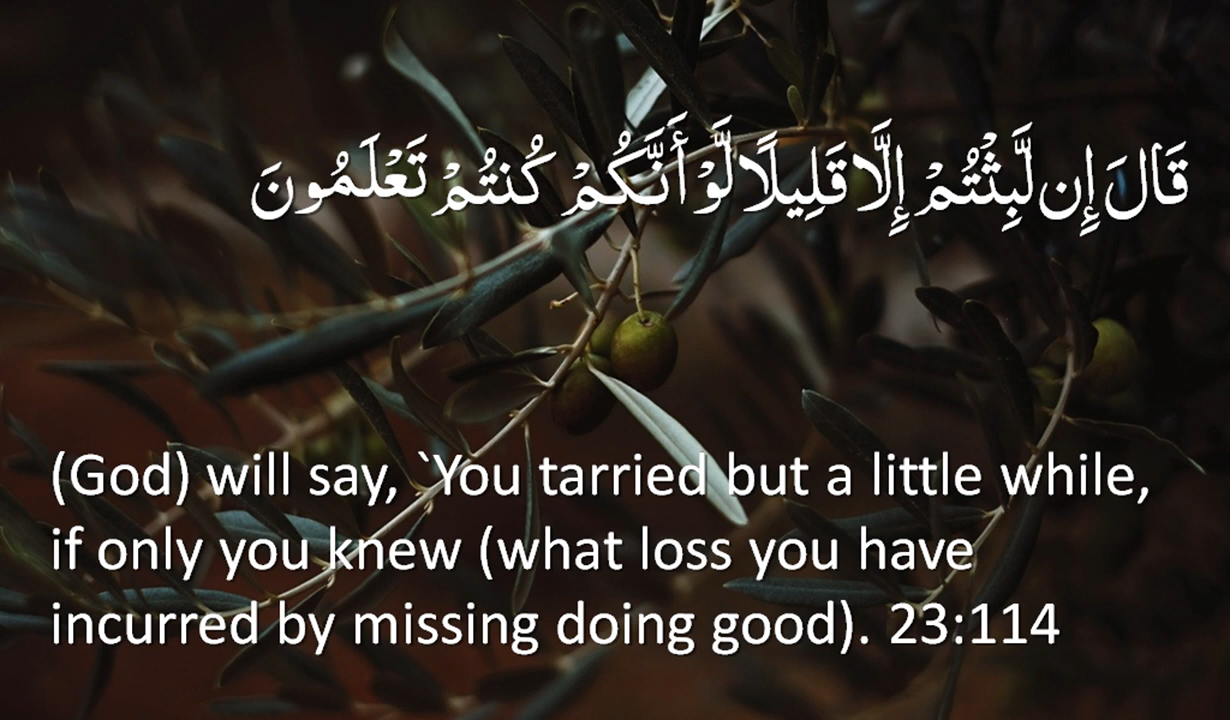 قَالَ إِن لَّبِثْتُمْ إِلَّا قَلِيلًا لَّوْ أَنَّكُمْ كُنتُمْ تَعْلَمُونَ
(God) will say, `You tarried but a little while,
if only you knew (what loss you have
incurred by missing doing good). 23:114